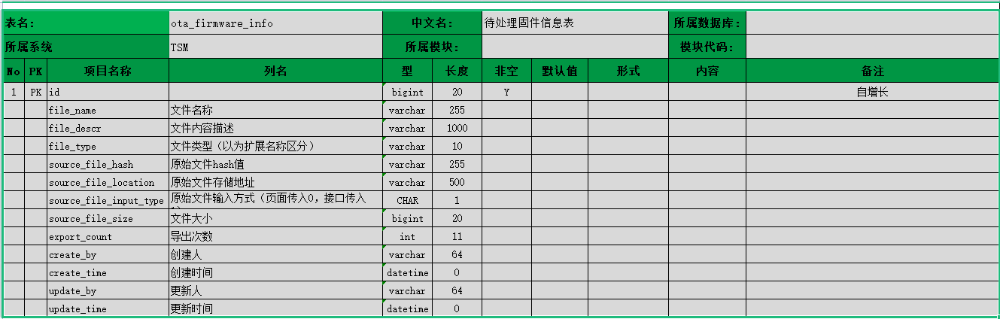 表名： ota_firmware_info 中文名： 待处理固件信息表 所属数据库：
所属系统 TSM 所属模块： 模块代码：
No PK 项目名称 列名 型 长度 非空 默认值 形式 内容 备注
1 PK id bigint 20 Y 自增长
file_name 文件名称 varchar 255
file_descr 文件内容描述 varchar 1000
file_type 文件类型（以为扩展名称区分） varchar 10
source_file_hash 原始文件hash值 varchar 255
source_file_location 原始文件存储地址 varchar 500
source_file_input_type 原始文件输入方式（页面传入0，接口传入 CHAR 1
source_file_size 文件大小 bigint 20
export_count 导出次数 int 11
create_by 创建人 varchar 64
create_time 创建时间 datetime 0
update_by 更新人 varchar 64
update_time 更新时间 datetime 0